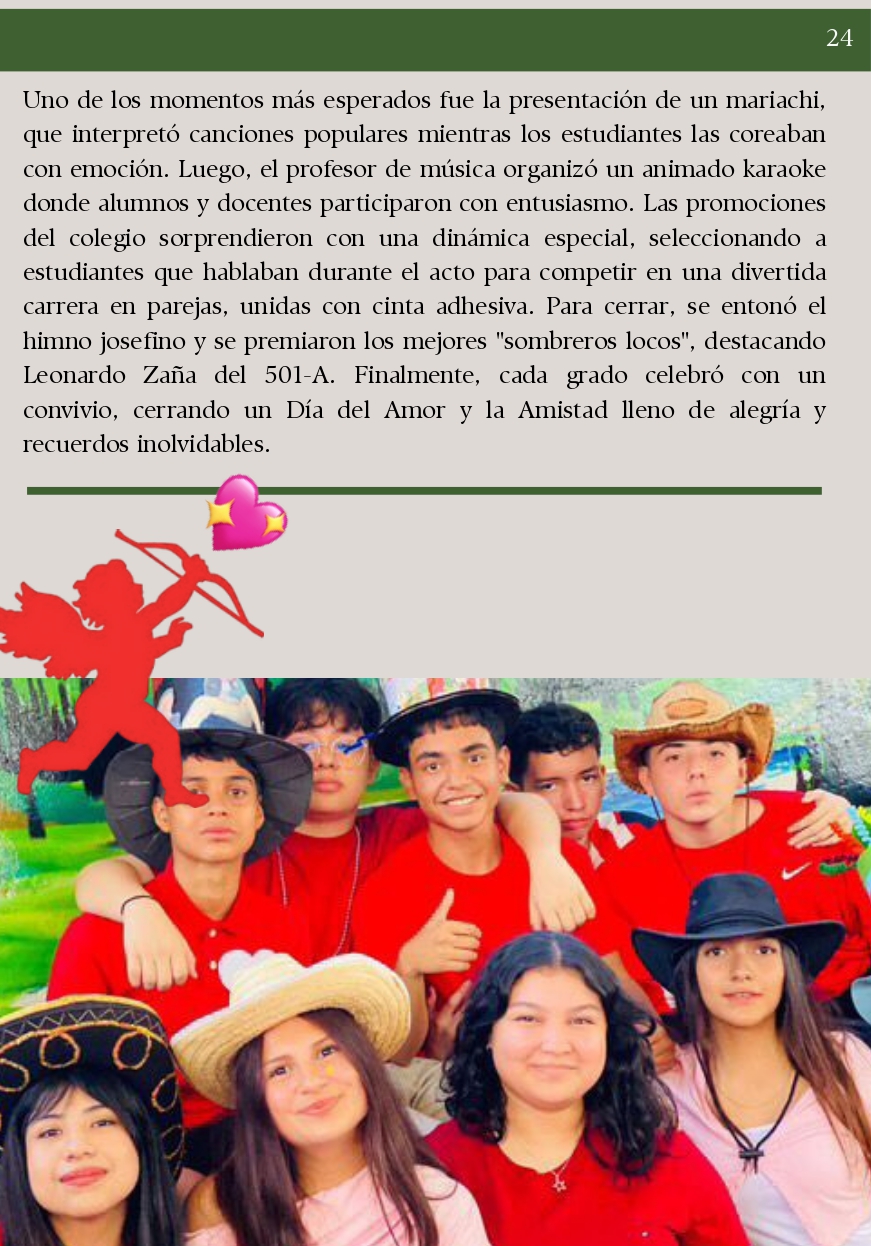 24
Uno de los momentos más esperados fue la presentación de un mariachi,
que interpretó canciones populares mientras los estudiantes las coreaban
con emoción. Luego, el profesor de música organizó un animado karaoke
donde alumnos y docentes participaron con entusiasmo. Las promociones
del colegio sorprendieron con una dinámica especial, seleccionando a
estudiantes que hablaban durante el acto para competir en una divertida
carrera en parejas, unidas con cinta adhesiva. Para cerrar, se entonó el
himno josefino y se premiaron los mejores "sombreros locos", destacando
Leonardo Zaña del 501-A. Finalmente, cada grado celebró con un
convivio, cerrando un Día del Amor y la Amistad lleno de alegría y
recuerdos inolvidables.